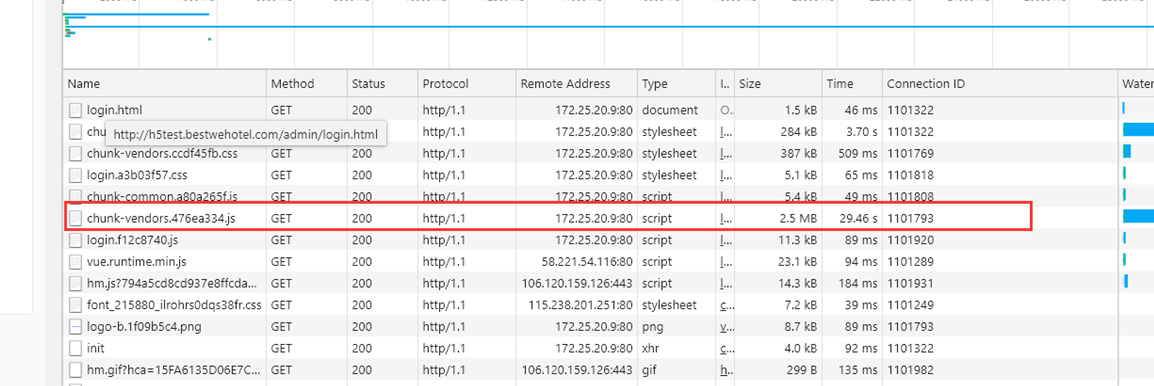 Name Method Status Protocol Remote Address Type I.. Size Time Connection ID Water
login.html GET 200 http/1.1 172.25.20.9:80 document O... 1.5 kB 46 ms 1101322
chu GET 200 http/1.1 172.25.20.9:80 stylesheet l... 284 kB 3.70 s 1101322
http://h5test.bestwehotel.com/admin/login.html
chunk-vendors.ccdf45fb.css GET 200 http/1.1 172.25.20.9:80 stylesheet l... 387 kB 509 ms 1101769
login.a3b03f57.css GET 200 http/1.1 172.25.20.9:80 stylesheet l... 5.1 kB 65 ms 1101818
chunk-common.a80a265f.js GET 200 http/1.1 172.25.20.9:80 script l... 5.4 kB 49 ms 1101808
chunk-vendors.476ea334.js GET 200 http/1.1 172.25.20.9:80 script l... 2.5 MB 29.46 s 1101793
login.f12c8740.js GET 200 http/1.1 172.25.20.9:80 script l... 11.3 kB 89 ms 1101920
vue.runtime.min.js GET 200 http/1.1 58.221.54.116:80 script l... 23.1 kB 94 ms 1101289
hm.js?794a5cd8cd937e8ffcda... GET 200 http/1.1 106.120.159.126:443 script l... 14.3 kB 184 ms 1101931
font_215880_ilrohrs0dqs38fr.css GET 200 http/1.1 115.238.201.251:80 stylesheet c... 7.2 kB 39 ms 1101249
logo-b.1f09b5c4.png GET 200 http/1.1 172.25.20.9:80 png v... 8.7 kB 89 ms 1101793
init GET 200 http/1.1 172.25.20.9:80 xhr c... 4.0 kB 92 ms 1101322
hm.gif?hca=15FA6135D06E7C... GET 200 http/1.1 106.120.159.126:443 gif h... 299 B 135 ms 1101982